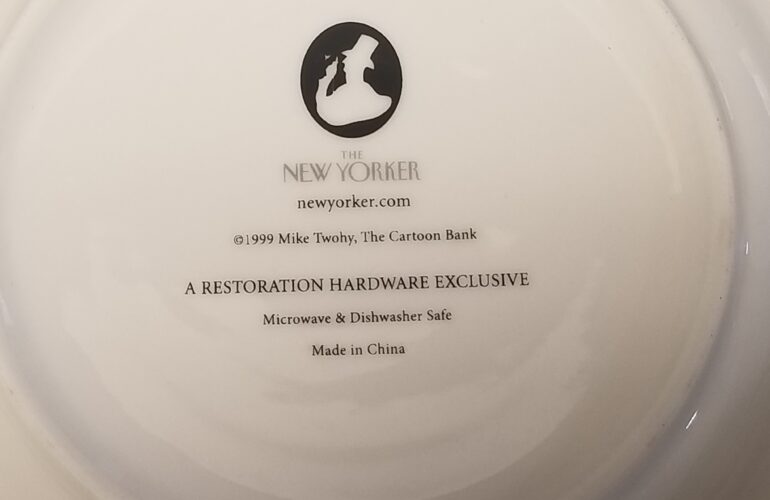 THE
NEW YORKER
newyorker.com
©1999 Mike Twohy, The Cartoon Bank
A RESTORATION HARDWARE EXCLUSIVE
Microwave & Dishwasher Safe
Made in China